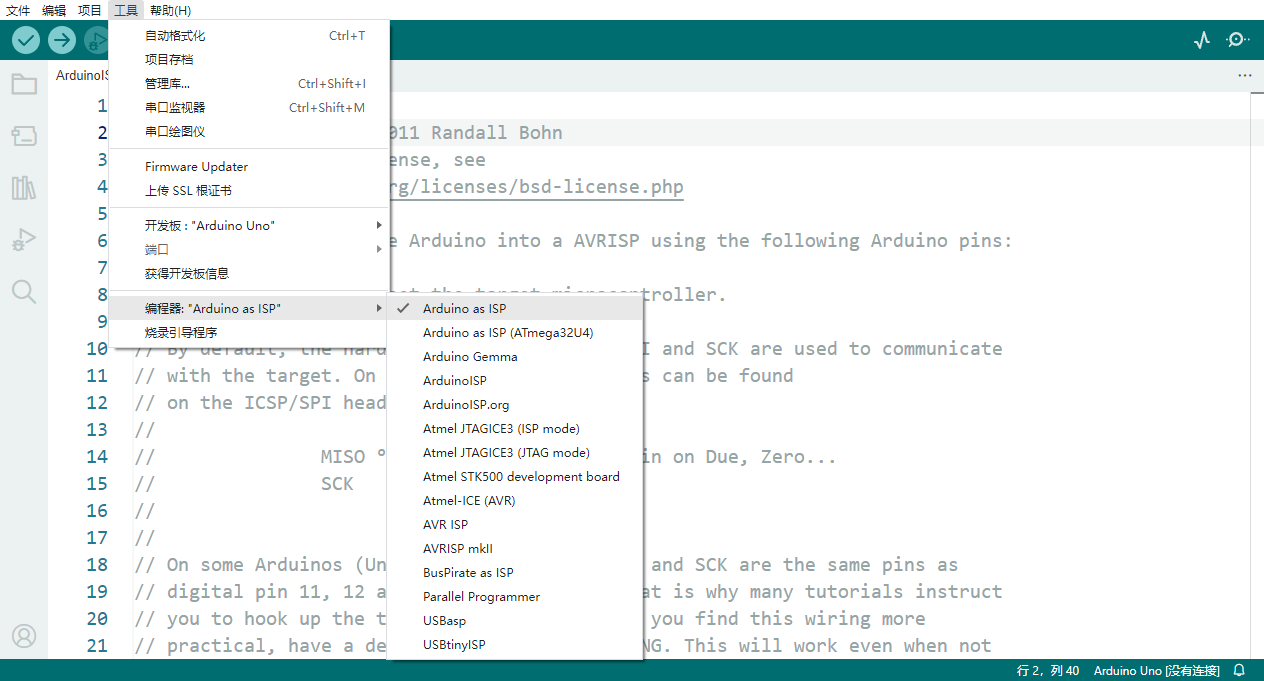 文件 编辑 项目 工具 帮助(H)
自动格式化 Ctrl+T
项目存档
管理库... Ctrl+Shift+I
串口监视器 Ctrl+Shift+M
串口绘图仪
Firmware Updater
上传 SSL 根证书
开发板 : "Arduino Uno"
端口
获得开发板信息
编程器: "Arduino as ISP"
烧录引导程序
Arduino as ISP
Arduino as ISP (ATmega32U4)
Arduino Gemma
ArduinoISP
ArduinoISP.org
Atmel JTAGICE3 (ISP mode)
Atmel JTAGICE3 (JTAG mode)
Atmel STK500 development board
Atmel-ICE (AVR)
AVR ISP
AVRISP mkII
BusPirate as ISP
Parallel Programmer
USBasp
USBtinyISP
ArduinoIS
1
2 011 Randall Bohn
3 ense, see
4 rg/licenses/bsd-license.php
5
6 e Arduino into a AVRISP using the following Arduino pins:
7
8 the target microcontroller.
9
10 // By default, the hard I and SCK are used to communicate
11 // with the target. On s can be found
12 // on the ICSP/SPI head
13 //
14 // MISO ° in on Due, Zero...
15 // SCK
16 //
17 //
18 // On some Arduinos (Un and SCK are the same pins as
19 // digital pin 11, 12 a at is why many tutorials instruct
20 // you to hook up the t you find this wiring more
21 // practical, have a de NG. This will work even when not
行 2，列 40 Arduino Uno [没有连接]